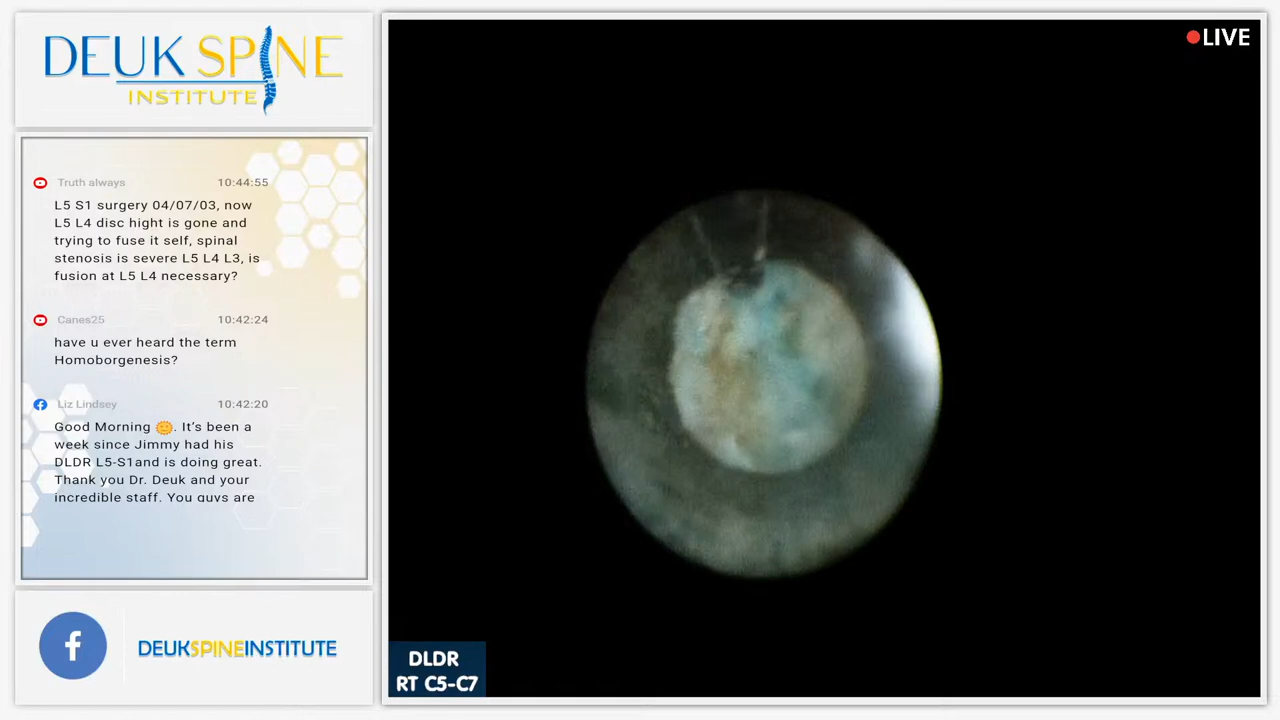 DEUK SPINE
INSTITUTE
Truth always 10:44:55
L5 S1 surgery 04/07/03, now
L5 L4 disc hight is gone and
trying to fuse it self, spinal
stenosis is severe L5 L4 L3, is
fusion at L5 L4 necessary?
Canes25 10:42:24
have u ever heard the term
Homoborgenesis?
Liz Lindsey 10:42:20
Good Morning 🌞. It’s been a
week since Jimmy had his
DLDR L5-S1and is doing great.
Thank you Dr. Deuk and your
incredible staff. You guys are
f DEUKSPINEINSTITUTE
LIVE
DLDR
RT C5-C7